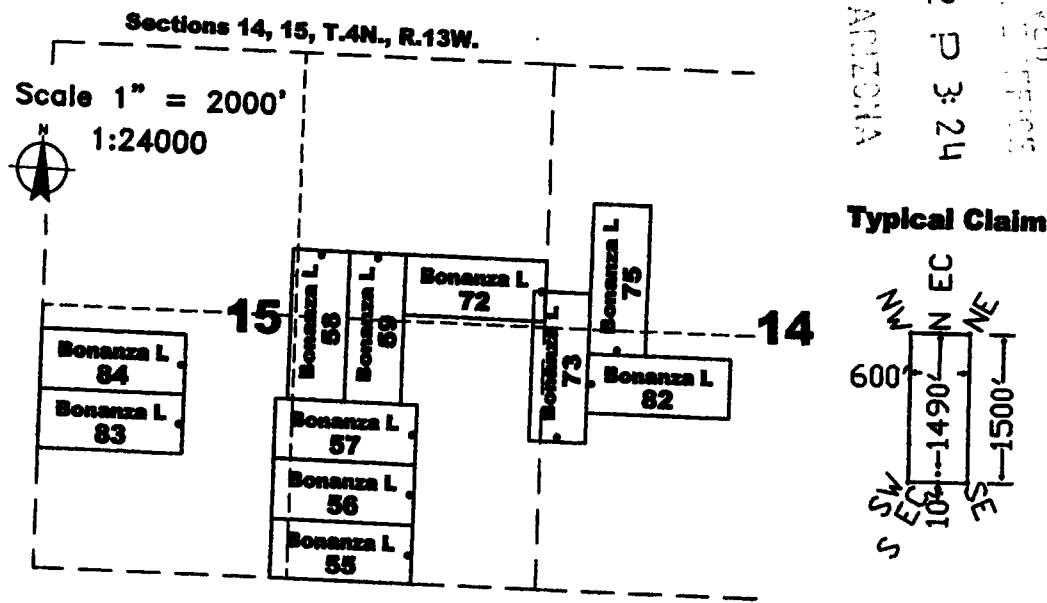 Sections 14, 15, T.4N., R.13W.
Scale 1" = 2000'
1:24000
N
15
14
Bonanza L
84
Bonanza L
83
Bonanza L
58
Bonanza L
59
Bonanza L
72
Bonanza L
57
Bonanza L
56
Bonanza L
55
Bonanza L
75
Bonanza L
73
Bonanza L
82
P 3:24
ARIZONA
Typical Claim
NW
N EC
NE
600'
1490'
1500'
10'
SW
S EC
SE